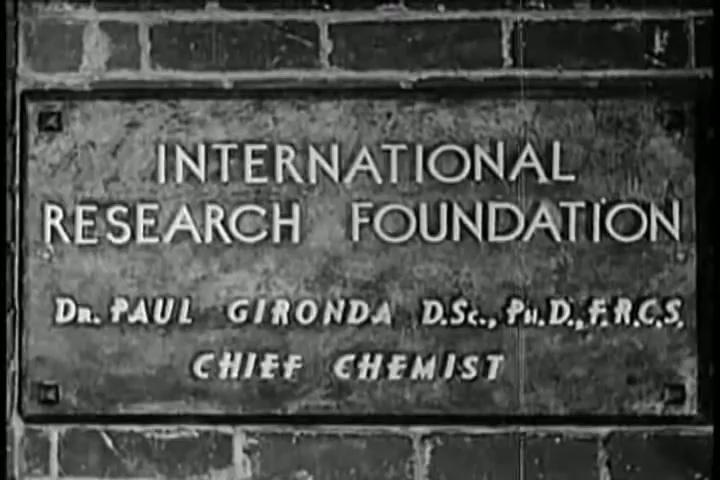 INTERNATIONAL
RESEARCH FOUNDATION
DR. PAUL GIRONDA D.Sc., PH.D., F.R.C.S.
CHIEF CHEMIST